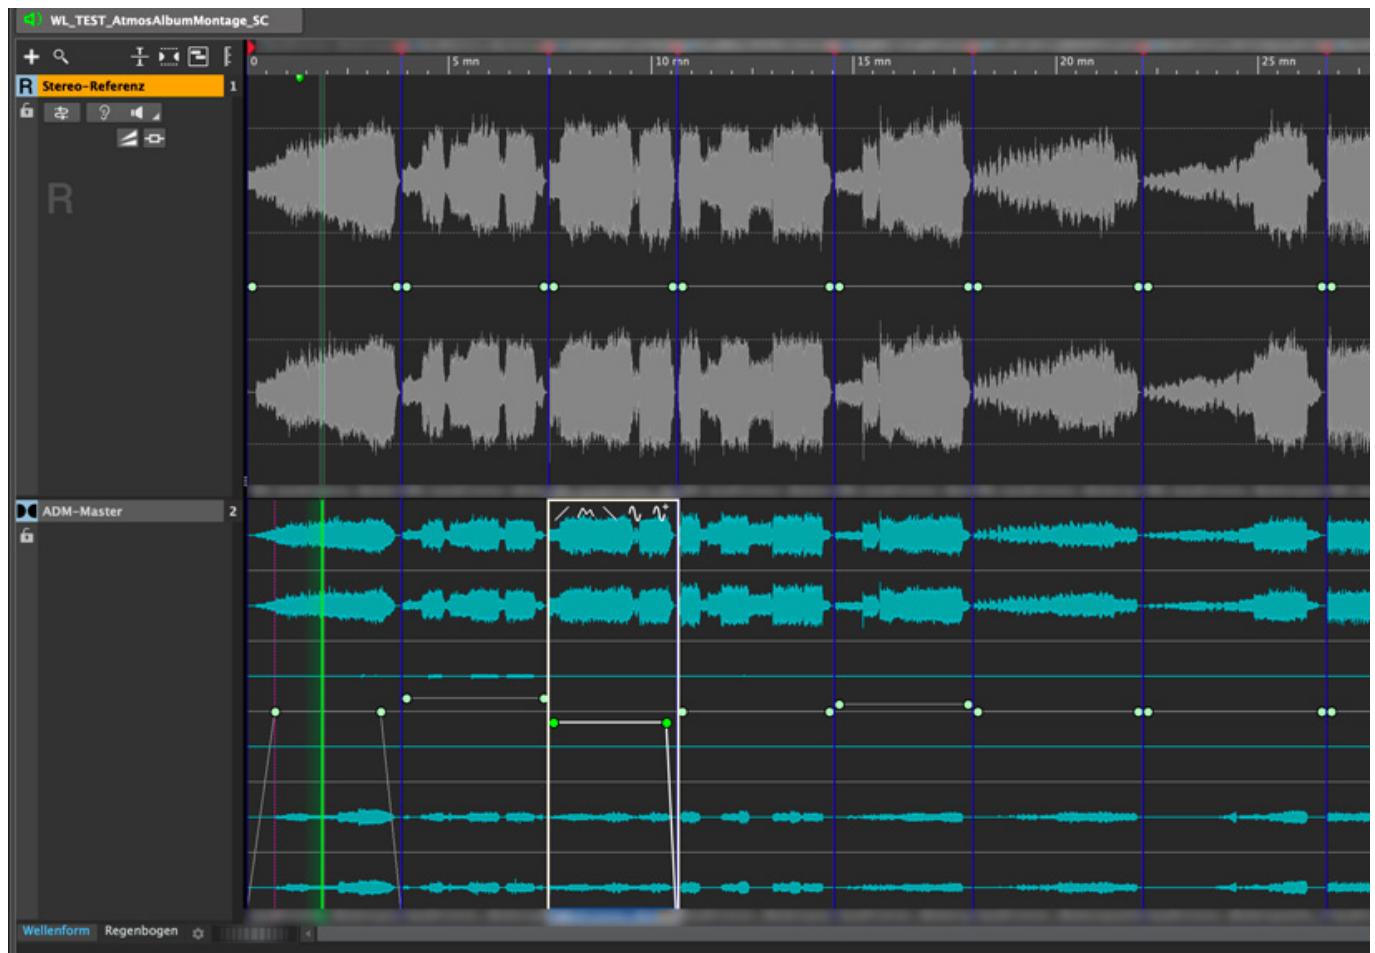 WL_TEST_AtmosAlbumMontage_SC
0 5 mn 10 mn 15 mn 20 mn 25 mn
R Stereo-Referenz 1
R
ADM-Master 2
Wellenform Regenbogen